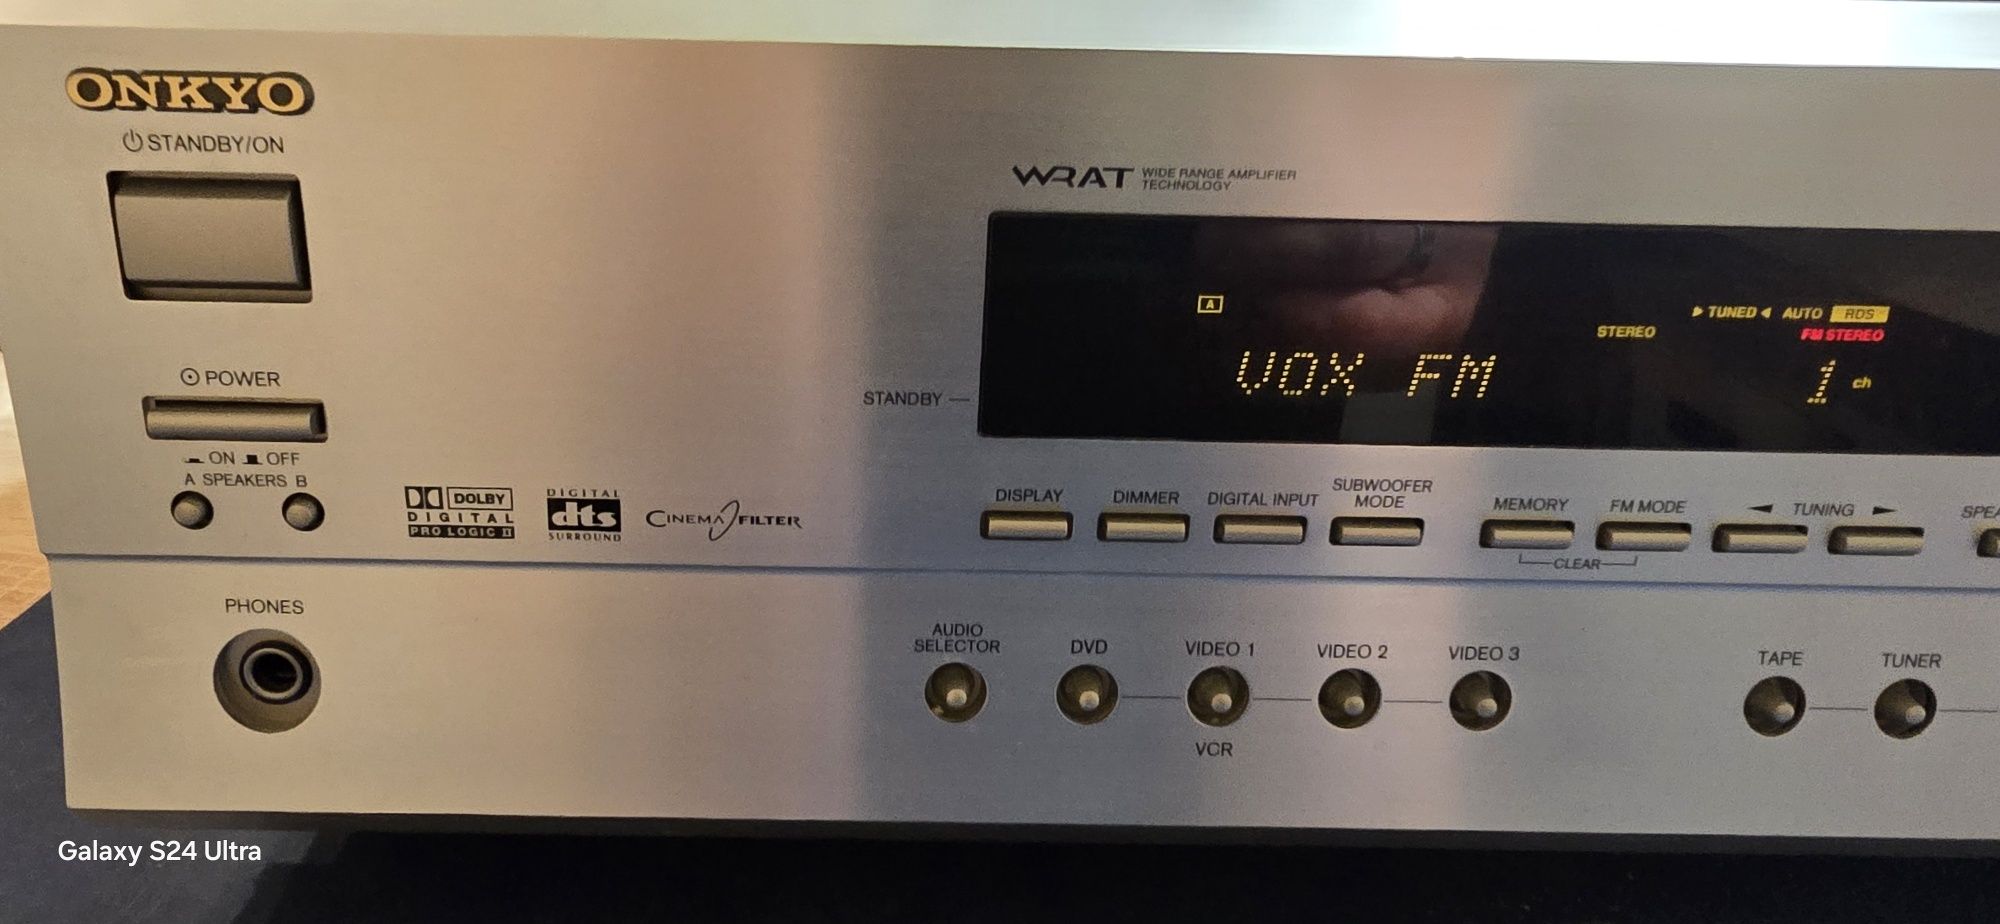 ONKYO
STANDBY/ON
WRAT WIDE RANGE AMPLIFIER
TECHNOLOGY
A
TUNED AUTO RDS
STEREO FM STEREO
VOX FM 1 ch
STANDBY
POWER
ON OFF
A SPEAKERS B
DOLBY
DIGITAL
PRO LOGIC II
DIGITAL
dts
SURROUND
CINEMA FILTER
DISPLAY DIMMER DIGITAL INPUT SUBWOOFER
MODE
MEMORY FM MODE TUNING
CLEAR
PHONES
AUDIO
SELECTOR
DVD VIDEO 1 VIDEO 2 VIDEO 3 TAPE TUNER
VCR
Galaxy S24 Ultra